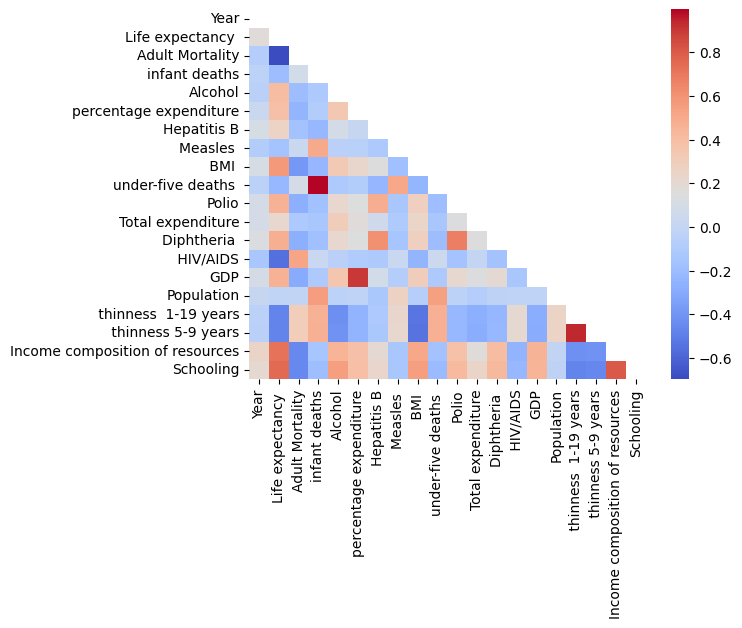 Year
Life expectancy
Adult Mortality
infant deaths
Alcohol
percentage expenditure
Hepatitis B
Measles
BMI
under-five deaths
Polio
Total expenditure
Diphtheria
HIV/AIDS
GDP
Population
thinness  1-19 years
thinness 5-9 years
Income composition of resources
Schooling
Year
Life expectancy
Adult Mortality
infant deaths
Alcohol
percentage expenditure
Hepatitis B
Measles
BMI
under-five deaths
Polio
Total expenditure
Diphtheria
HIV/AIDS
GDP
Population
thinness  1-19 years
thinness 5-9 years
Income composition of resources
Schooling
0.8
0.6
0.4
0.2
0.0
−0.2
−0.4
−0.6